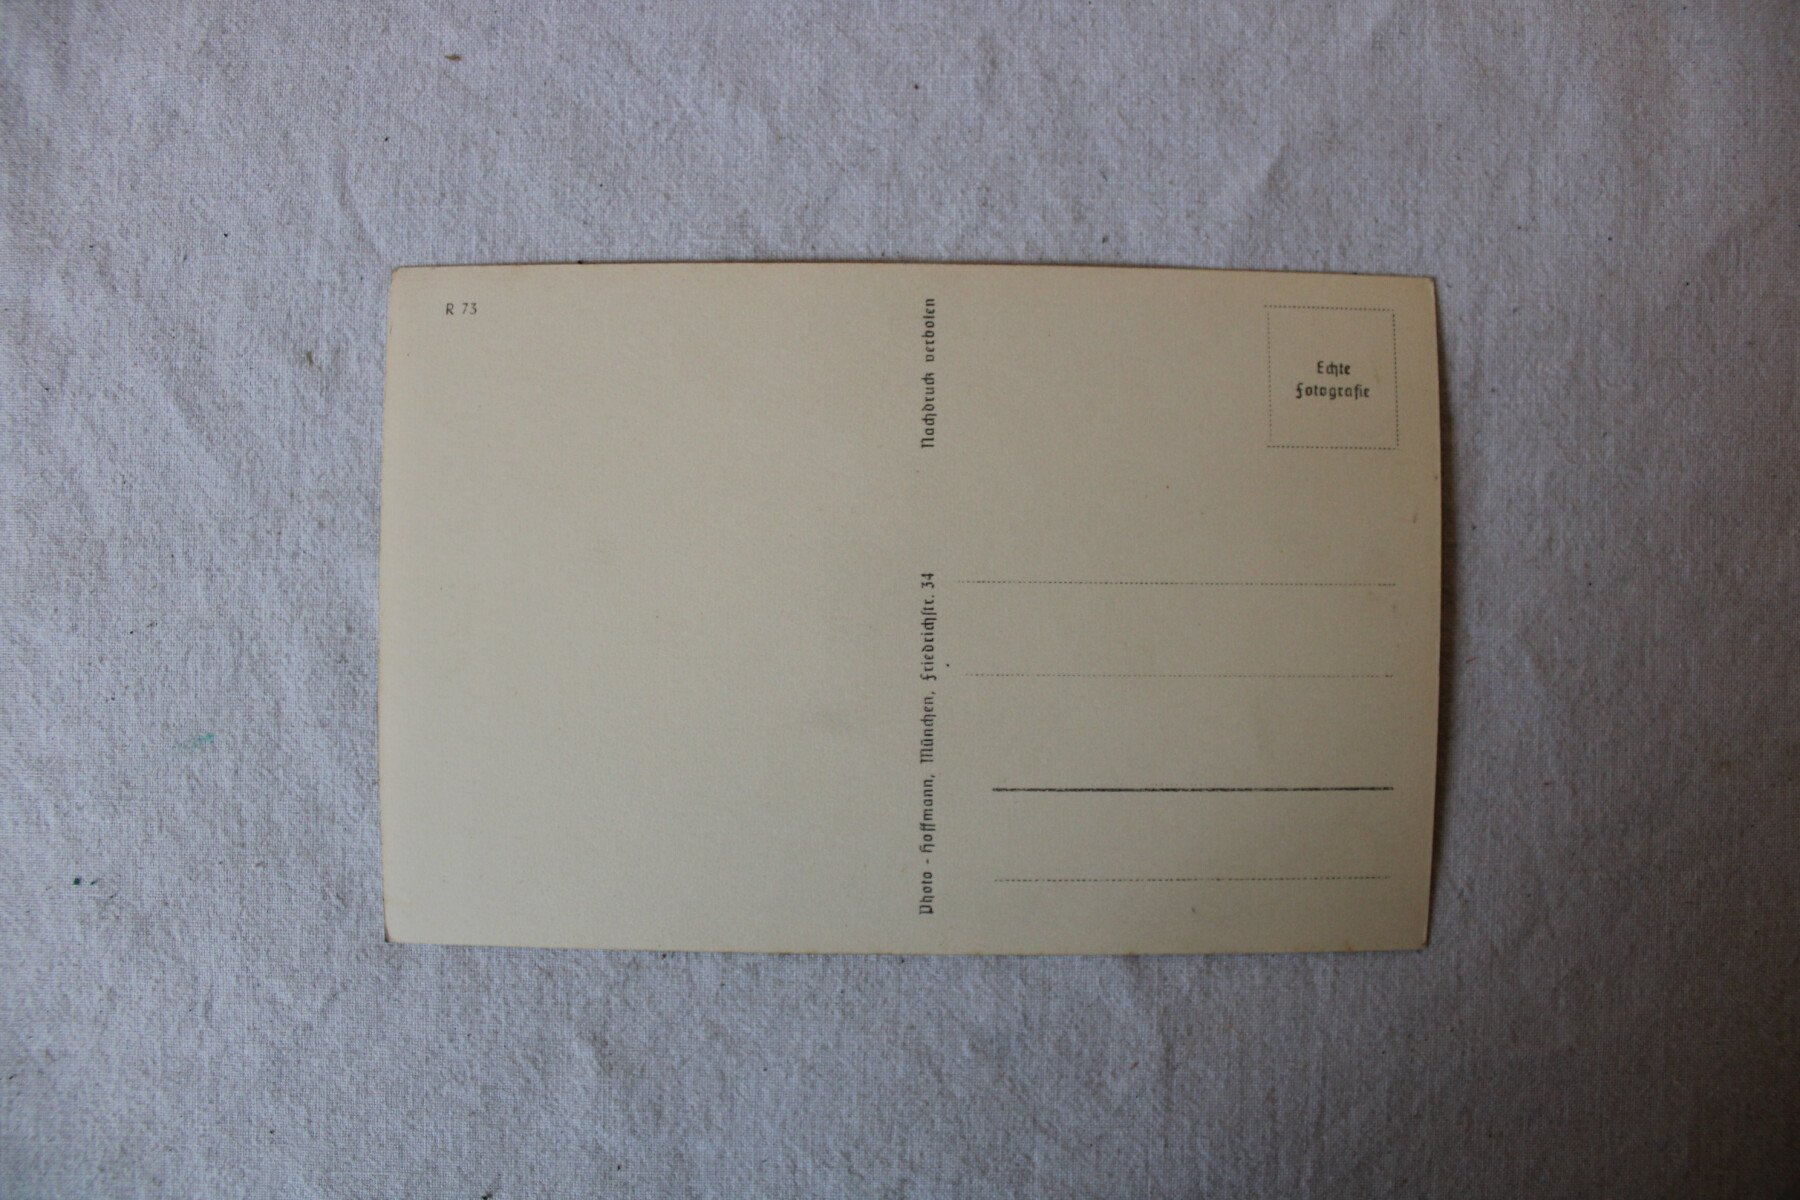 R 73
Nachdruck verboten
Photo - Hoffmann, München, Friedrichstr. 34
Echte
Fotografie